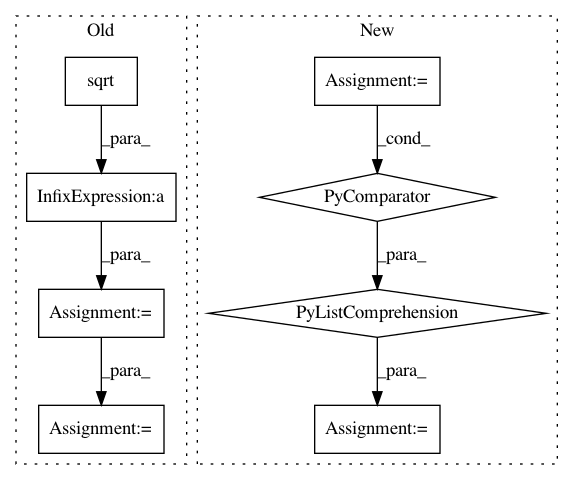 Old
sqrt
_para_
InfixExpression:a
_para_
Assignment:=
_para_
Assignment:=
New
Assignment:=
_cond_
PyComparator
_para_
PyListComprehension
_para_
Assignment:=